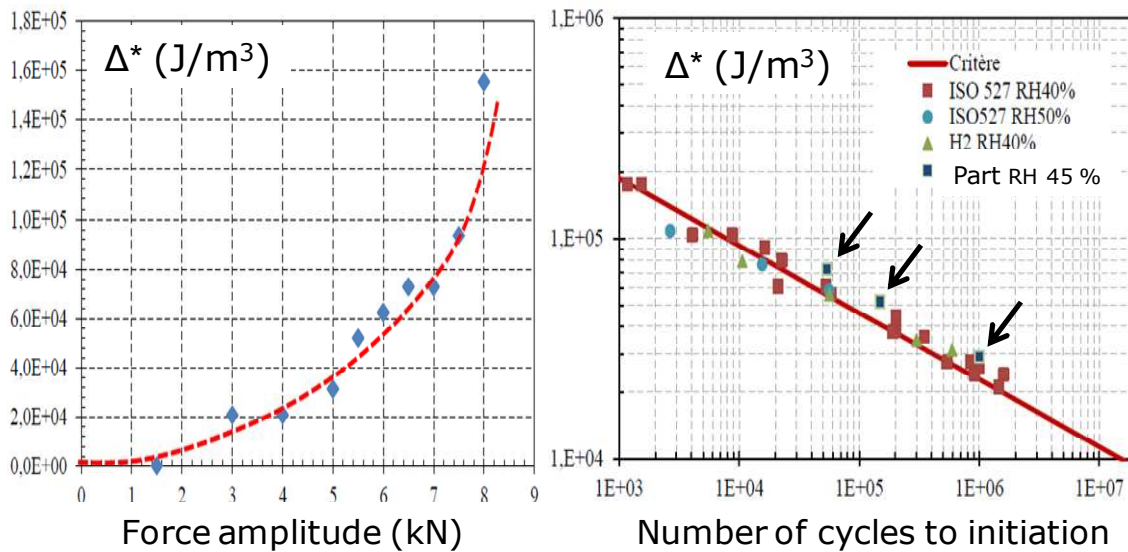 1,8E+05
1,6E+05
1,4E+05
1,2E+05
1,0E+05
8,0E+04
6,0E+04
4,0E+04
2,0E+04
0,0E+00
Δ* (J/m³)
0 1 2 3 4 5 6 7 8 9
Force amplitude (kN)
1,E+06
1,E+05
1,E+04
Δ* (J/m³)
Critère
ISO 527 RH40%
ISO527 RH50%
H2 RH40%
Part RH 45 %
1E+03 1E+04 1E+05 1E+06 1E+07
Number of cycles to initiation